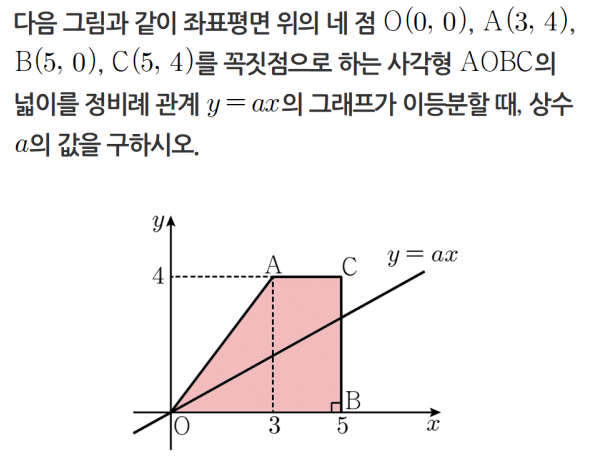 다음 그림과 같이 좌표평면 위의 네 점 O(0, 0), A(3, 4),
B(5, 0), C(5, 4)를 꼭짓점으로 하는 사각형 AOBC의
넓이를 정비례 관계 y=ax의 그래프가 이등분할 때, 상수
a의 값을 구하시오.
y
A
C
y=ax
4
B
O
3
5
x